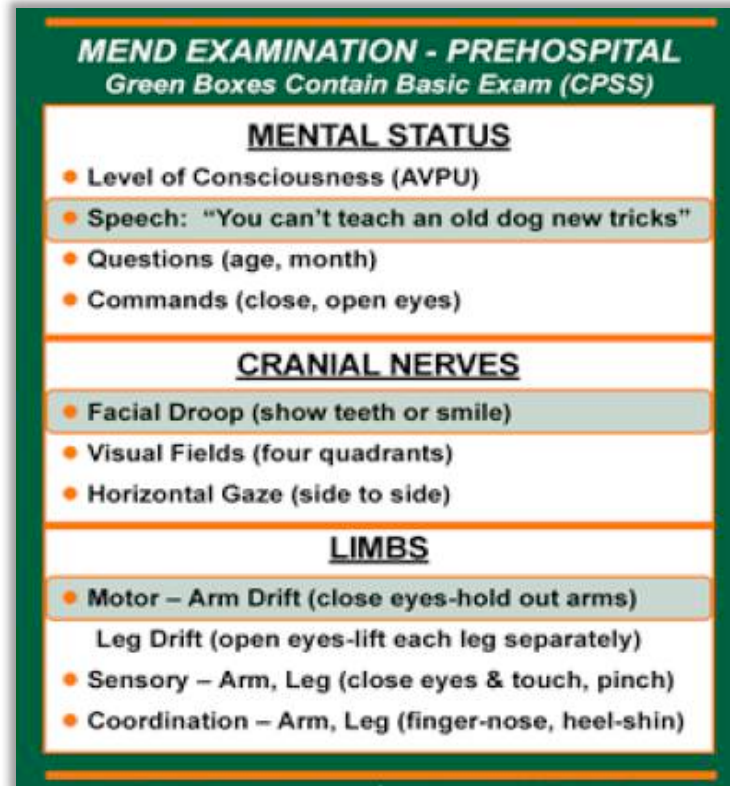 MEND EXAMINATION - PREHOSPITAL
Green Boxes Contain Basic Exam (CPSS)
MENTAL STATUS
• Level of Consciousness (AVPU)
• Speech: “You can’t teach an old dog new tricks”
• Questions (age, month)
• Commands (close, open eyes)
CRANIAL NERVES
• Facial Droop (show teeth or smile)
• Visual Fields (four quadrants)
• Horizontal Gaze (side to side)
LIMBS
• Motor – Arm Drift (close eyes-hold out arms)
Leg Drift (open eyes-lift each leg separately)
• Sensory – Arm, Leg (close eyes & touch, pinch)
• Coordination – Arm, Leg (finger-nose, heel-shin)